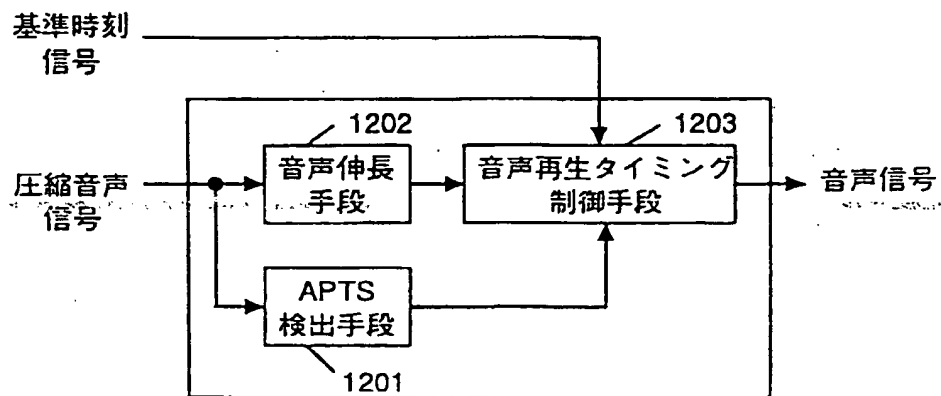 基準時刻
信号
1202
1203
圧縮音声
信号
音声伸長
手段
音声再生タイミング
制御手段
音声信号
APTS
検出手段
1201